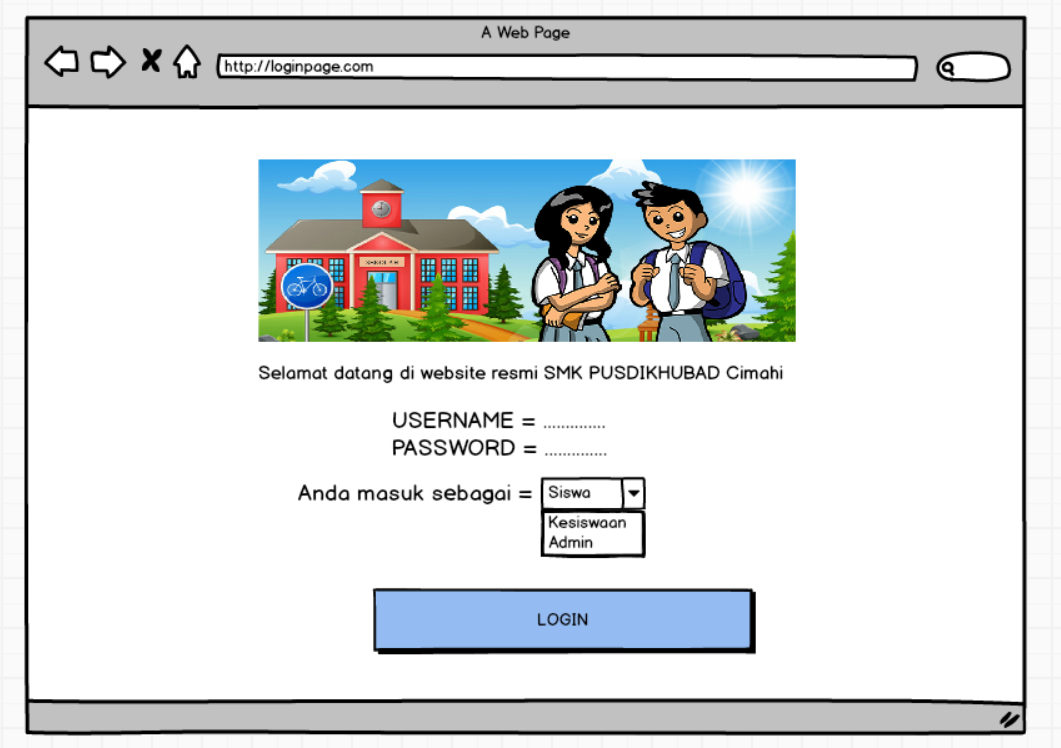 A Web Page
http://loginpage.com
SEKOLAH
Selamat datang di website resmi SMK PUSDIKHUBAD Cimahi
USERNAME = ..............
PASSWORD = ..............
Anda masuk sebagai = Siswa
Kesiswaan
Admin
LOGIN